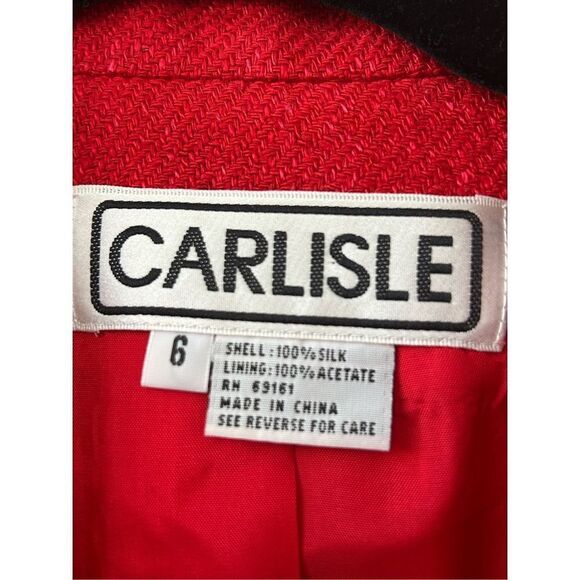 CARLISLE
6
SHELL:100%SILK
LINING:100%ACETATE
RN 69161
MADE IN CHINA
SEE REVERSE FOR CARE